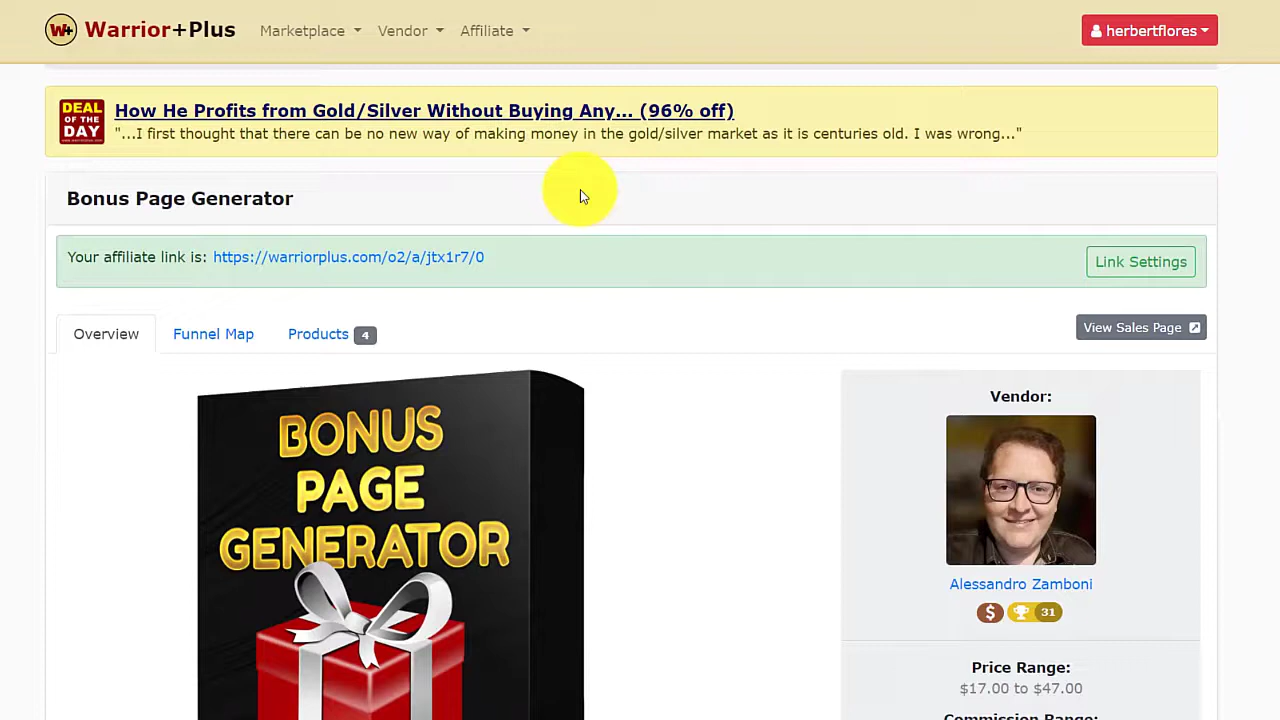 Warrior+Plus
Marketplace
Vendor
Affiliate
herbertflores
DEAL OF THE DAY
How He Profits from Gold/Silver Without Buying Any... (96% off)
"...I first thought that there can be no new way of making money in the gold/silver market as it is centuries old. I was wrong..."
Bonus Page Generator
Your affiliate link is: https://warriorplus.com/o2/a/jtx1r7/0
Link Settings
Overview
Funnel Map
Products 4
View Sales Page
BONUS
PAGE
GENERATOR
Vendor:
Alessandro Zamboni
$ 31
Price Range:
$17.00 to $47.00
Commission Range: